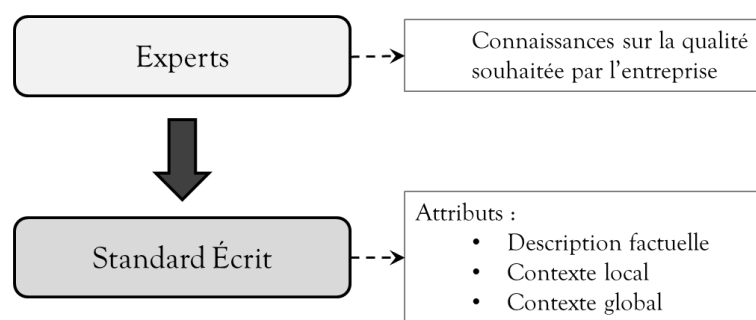 Experts
Connaissances sur la qualité
souhaitée par l'entreprise
Standard Écrit
Attributs :
• Description factuelle
• Contexte local
• Contexte global